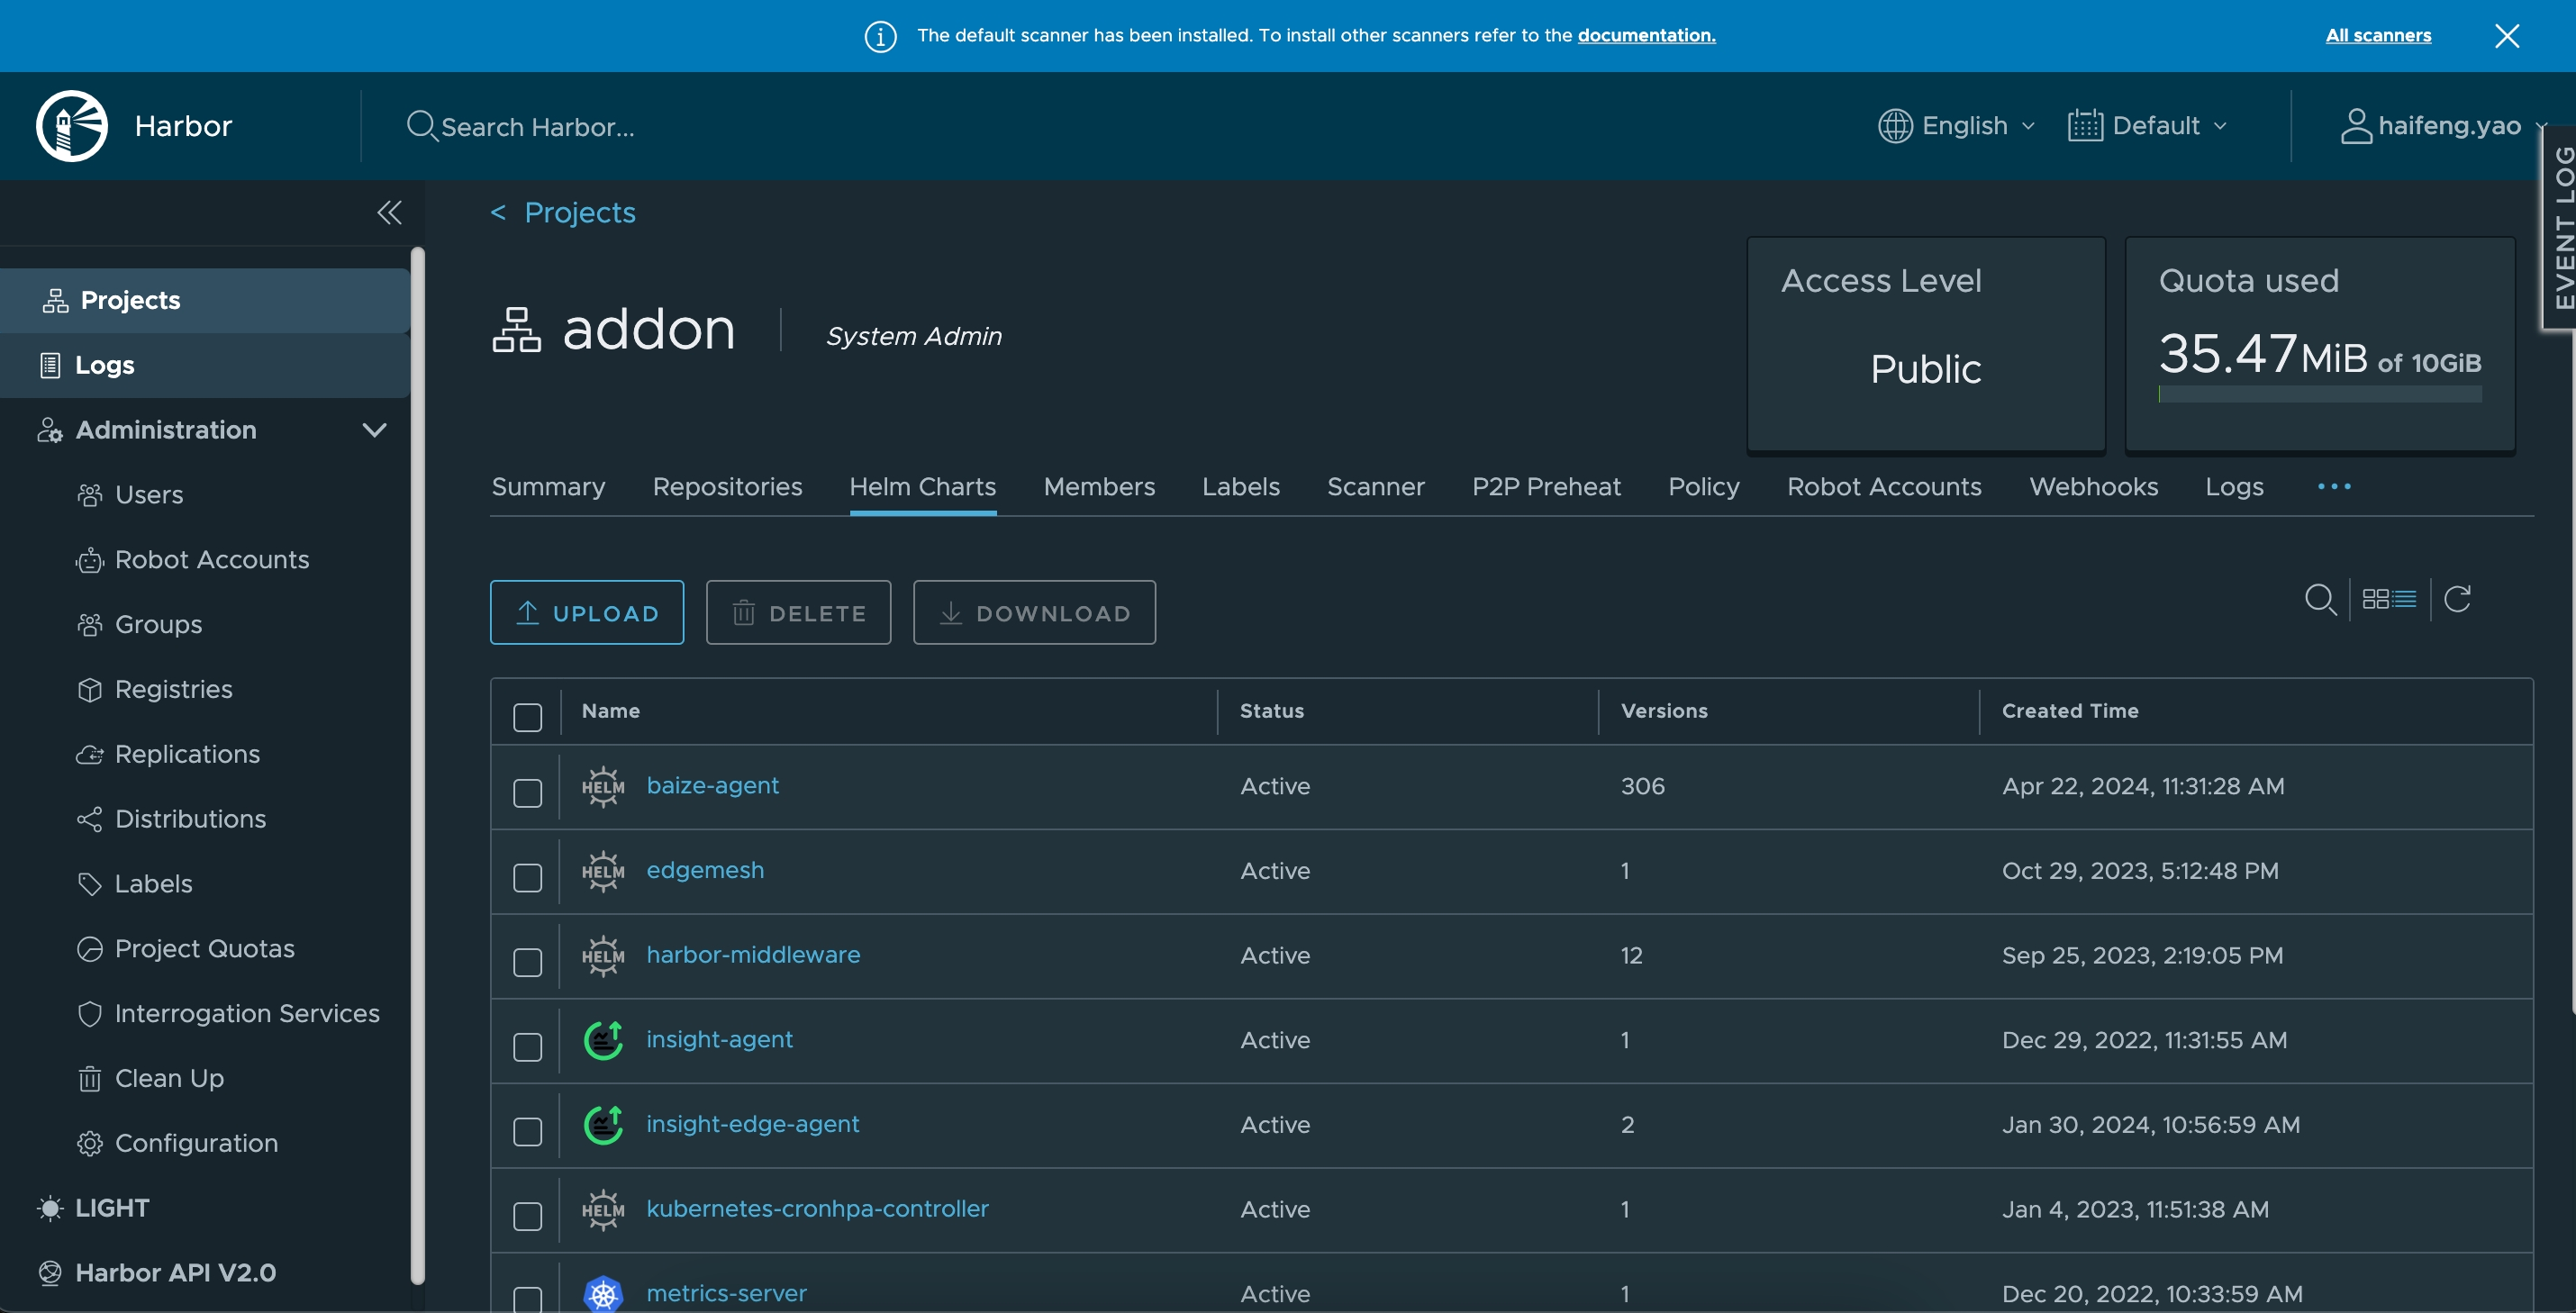 The default scanner has been installed. To install other scanners refer to the documentation.
All scanners
Harbor
Search Harbor...
English
Default
haifeng.yao
EVENT LOG
Projects
Logs
Administration
Users
Robot Accounts
Groups
Registries
Replications
Distributions
Labels
Project Quotas
Interrogation Services
Clean Up
Configuration
LIGHT
Harbor API V2.0
< Projects
addon
System Admin
Access Level
Public
Quota used
35.47MiB of 10GiB
Summary Repositories Helm Charts Members Labels Scanner P2P Preheat Policy Robot Accounts Webhooks Logs ...
UPLOAD DELETE DOWNLOAD
Name Status Versions Created Time
HELM baize-agent Active 306 Apr 22, 2024, 11:31:28 AM
HELM edgemesh Active 1 Oct 29, 2023, 5:12:48 PM
HELM harbor-middleware Active 12 Sep 25, 2023, 2:19:05 PM
insight-agent Active 1 Dec 29, 2022, 11:31:55 AM
insight-edge-agent Active 2 Jan 30, 2024, 10:56:59 AM
HELM kubernetes-cronhpa-controller Active 1 Jan 4, 2023, 11:51:38 AM
metrics-server Active 1 Dec 20, 2022, 10:33:59 AM